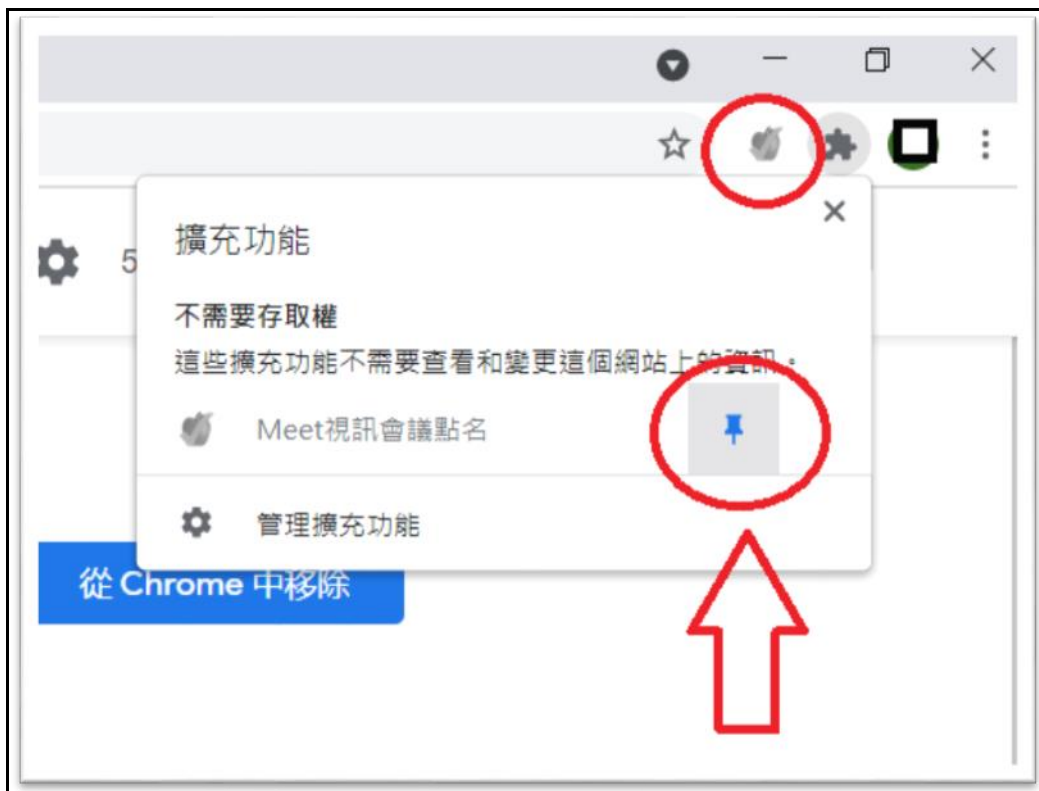 5
擴充功能
不需要存取權
這些擴充功能不需要查看和變更這個網站上的資訊。
Meet視訊會議點名
管理擴充功能
從 Chrome 中移除